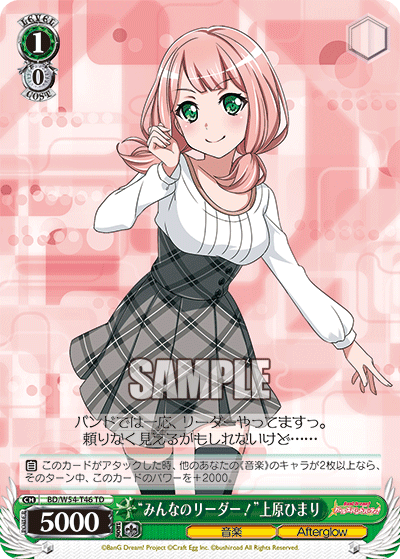 LEVEL
1
0
COST
SAMPLE
バンドでは一応、リーダーやってますっ。
頼りなく見えるかもしれないけど……
このカードがアタックした時、他のあなたの《音楽》のキャラが2枚以上なら、
そのターン中、このカードのパワーを+2000。
CH BD/W54-T46 TD
5000
“みんなのリーダー！”上原ひまり
音楽 Afterglow
©BanG Dream! Project ©Craft Egg Inc. ©bushiroad All Rights Reserved.